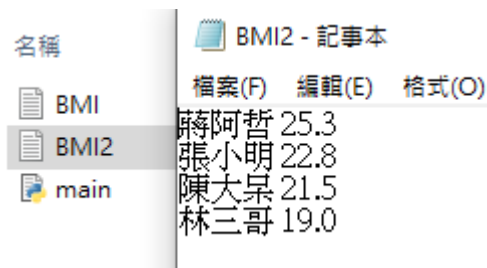 名稱
BMI
BMI2
main
BMI2 - 記事本
檔案(F) 編輯(E) 格式(O)
蔣阿哲 25.3
張小明 22.8
陳大呆 21.5
林三哥 19.0